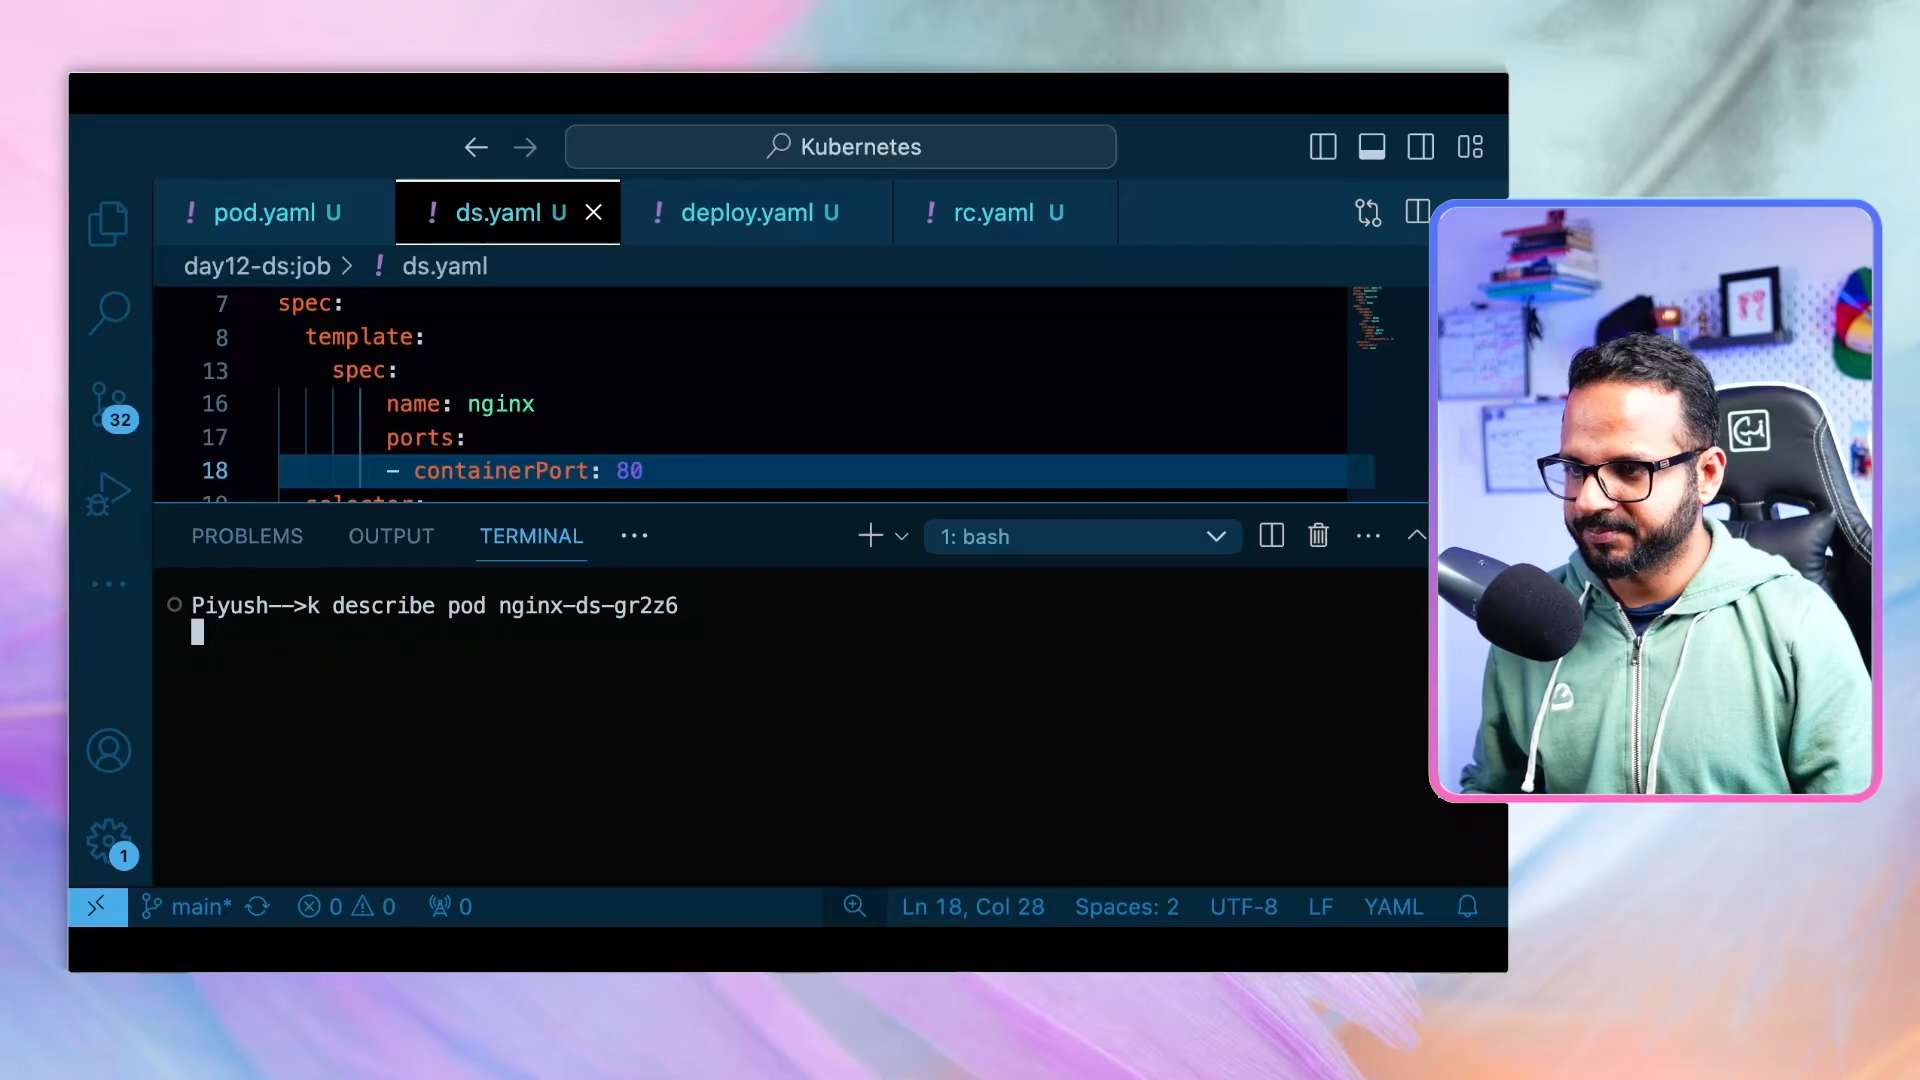 Kubernetes
! pod.yaml U
! ds.yaml U
! deploy.yaml U
! rc.yaml U
day12-ds:job > ! ds.yaml
7 spec:
8 template:
13 spec:
16 name: nginx
17 ports:
18 - containerPort: 80
19 selector:
32
PROBLEMS OUTPUT TERMINAL ...
1: bash
Piyush-->k describe pod nginx-ds-gr2z6
1
main* 0 0 0
Ln 18, Col 28 Spaces: 2 UTF-8 LF YAML